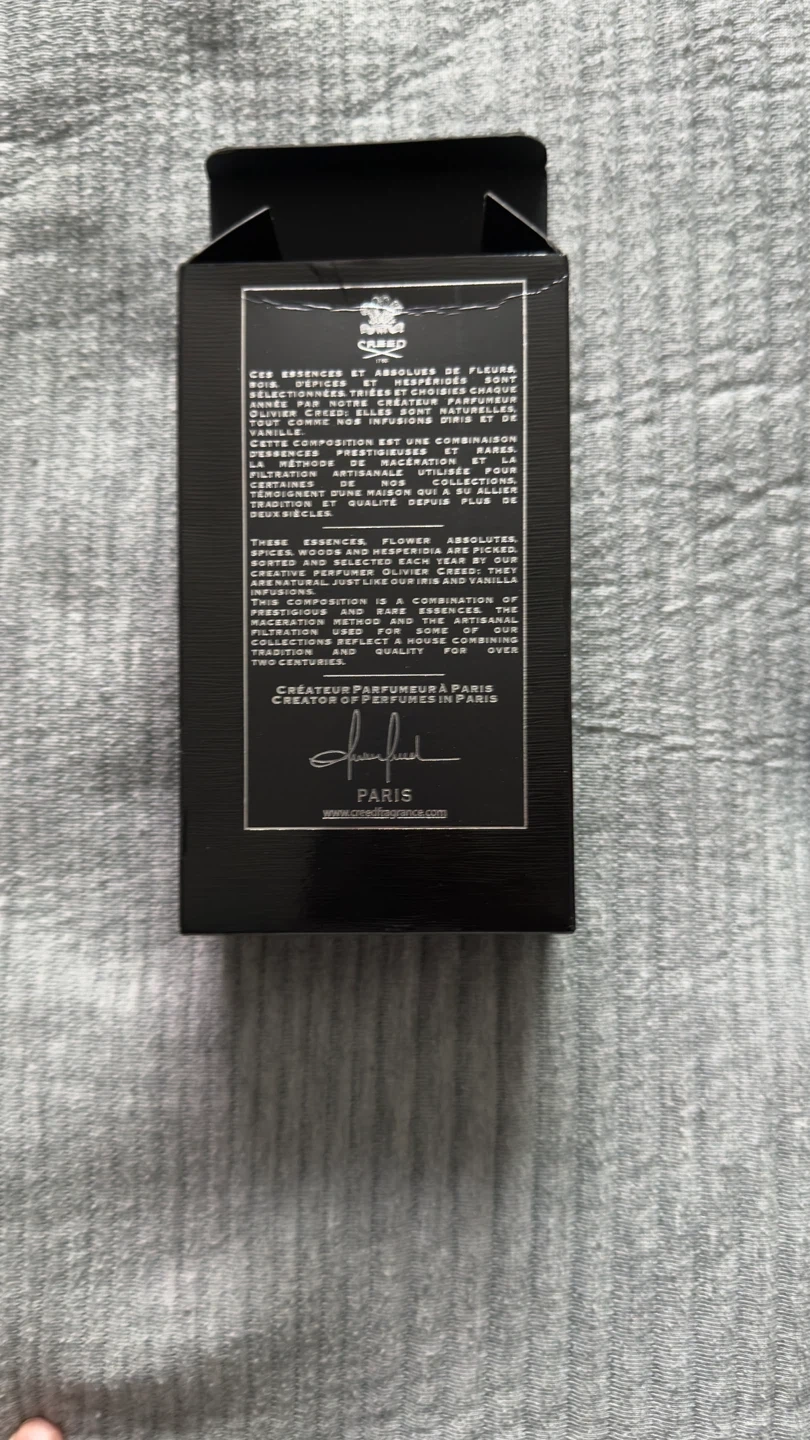 CREED
1760
CES ESSENCES ET ABSOLUES DE FLEURS,
BOIS, D'ÉPICES ET HESPÉRIDÉS SONT
SÉLECTIONNÉES, TRIÉES ET CHOISIES CHAQUE
ANNÉE PAR NOTRE CRÉATEUR PARFUMEUR
OLIVIER CREED; ELLES SONT NATURELLES,
TOUT COMME NOS INFUSIONS D'IRIS ET DE
VANILLE.
CETTE COMPOSITION EST UNE COMBINAISON
D'ESSENCES PRESTIGIEUSES ET RARES.
LA MÉTHODE DE MACÉRATION ET LA
FILTRATION ARTISANALE UTILISÉE POUR
CERTAINES DE NOS COLLECTIONS,
TÉMOIGNENT D'UNE MAISON QUI A SU ALLIER
TRADITION ET QUALITÉ DEPUIS PLUS DE
DEUX SIÈCLES.
THESE ESSENCES, FLOWER ABSOLUTES,
SPICES, WOODS AND HESPERIDIA ARE PICKED,
SORTED AND SELECTED EACH YEAR BY OUR
CREATIVE PERFUMER OLIVIER CREED; THEY
ARE NATURAL, JUST LIKE OUR IRIS AND VANILLA
INFUSIONS.
THIS COMPOSITION IS A COMBINATION OF
PRESTIGIOUS AND RARE ESSENCES. THE
MACERATION METHOD AND THE ARTISANAL
FILTRATION USED FOR SOME OF OUR
COLLECTIONS REFLECT A HOUSE COMBINING
TRADITION AND QUALITY FOR OVER
TWO CENTURIES.
CRÉATEUR PARFUMEUR À PARIS
CREATOR OF PERFUMES IN PARIS
Olivier Creed
PARIS
www.creedfragrance.com